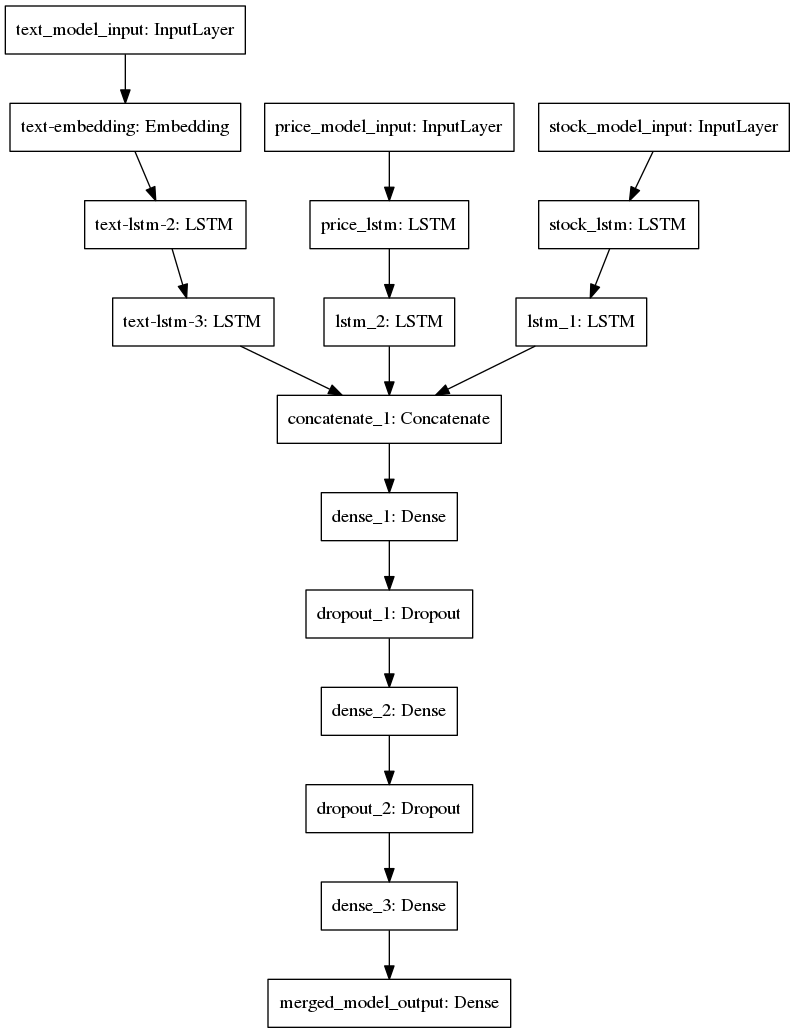 text_model_input: InputLayer
text-embedding: Embedding
price_model_input: InputLayer
stock_model_input: InputLayer
text-lstm-2: LSTM
price_lstm: LSTM
stock_lstm: LSTM
text-lstm-3: LSTM
lstm_2: LSTM
lstm_1: LSTM
concatenate_1: Concatenate
dense_1: Dense
dropout_1: Dropout
dense_2: Dense
dropout_2: Dropout
dense_3: Dense
merged_model_output: Dense